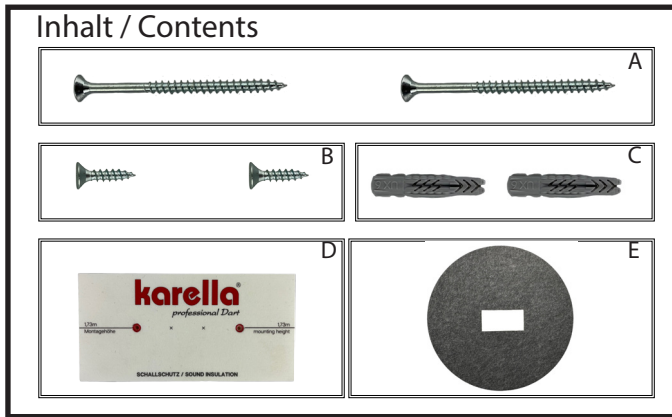 Inhalt / Contents
A
B
C
D
E
karella®
professional Dart
1,73m
Montagehöhe
1,73m
mounting height
SCHALLSCHUTZ / SOUND INSULATION